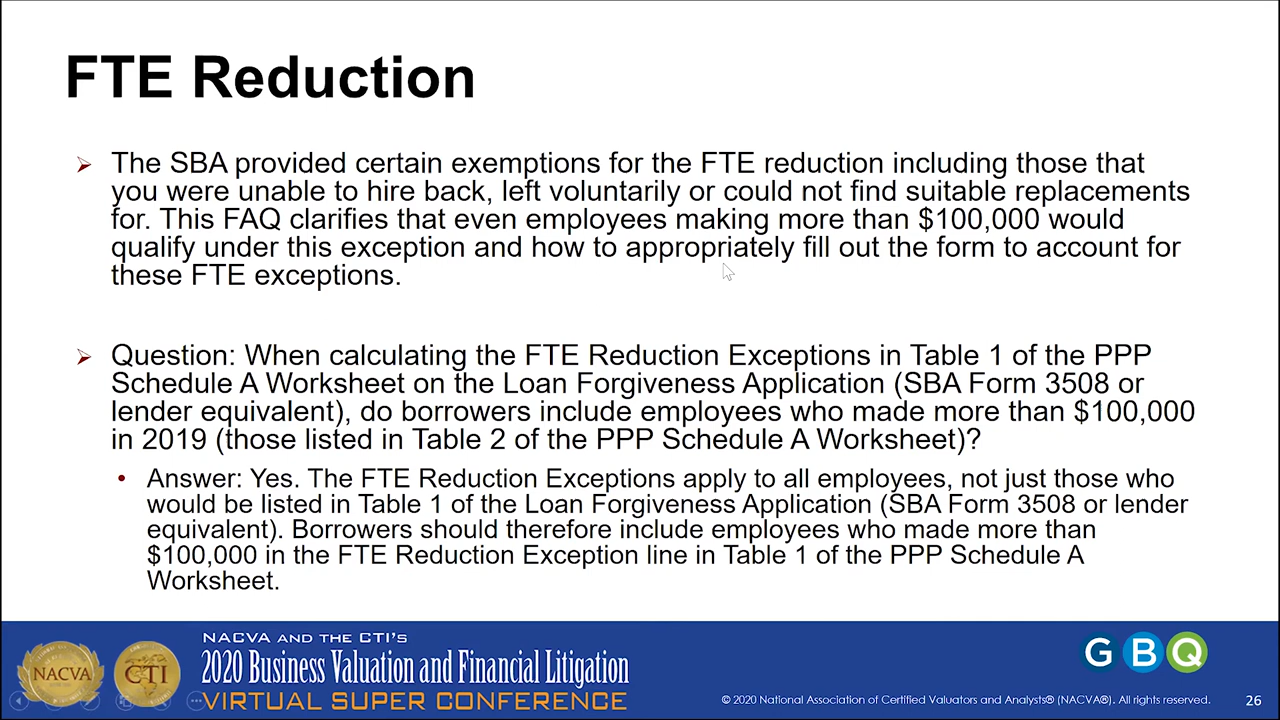 FTE Reduction
The SBA provided certain exemptions for the FTE reduction including those that
you were unable to hire back, left voluntarily or could not find suitable replacements
for. This FAQ clarifies that even employees making more than $100,000 would
qualify under this exception and how to appropriately fill out the form to account for
these FTE exceptions.
Question: When calculating the FTE Reduction Exceptions in Table 1 of the PPP
Schedule A Worksheet on the Loan Forgiveness Application (SBA Form 3508 or
lender equivalent), do borrowers include employees who made more than $100,000
in 2019 (those listed in Table 2 of the PPP Schedule A Worksheet)?
Answer: Yes. The FTE Reduction Exceptions apply to all employees, not just those who
would be listed in Table 1 of the Loan Forgiveness Application (SBA Form 3508 or lender
equivalent). Borrowers should therefore include employees who made more than
$100,000 in the FTE Reduction Exception line in Table 1 of the PPP Schedule A
Worksheet.
NACVA
CTI
NACVA AND THE CTI'S
2020 Business Valuation and Financial Litigation
VIRTUAL SUPER CONFERENCE
GBQ
© 2020 National Association of Certified Valuators and Analysts® (NACVA®). All rights reserved.
26